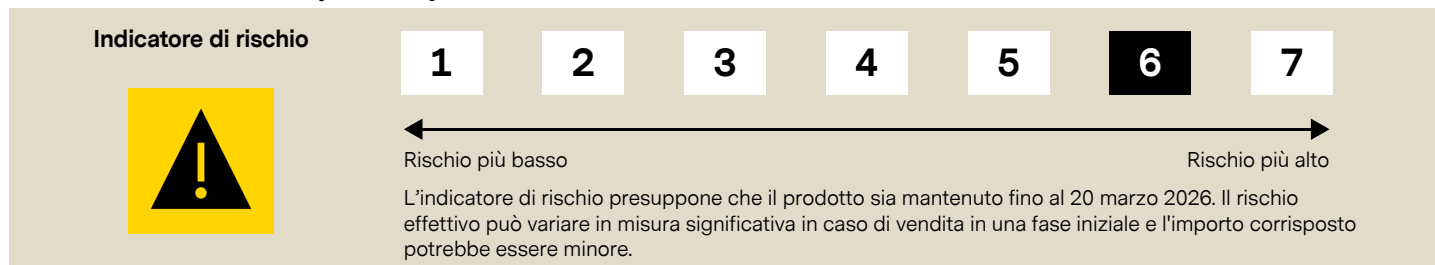 Indicatore di rischio
1 2 3 4 5 6 7
Rischio più basso Rischio più alto
L'indicatore di rischio presuppone che il prodotto sia mantenuto fino al 20 marzo 2026. Il rischio
effettivo può variare in misura significativa in caso di vendita in una fase iniziale e l'importo corrisposto
potrebbe essere minore.